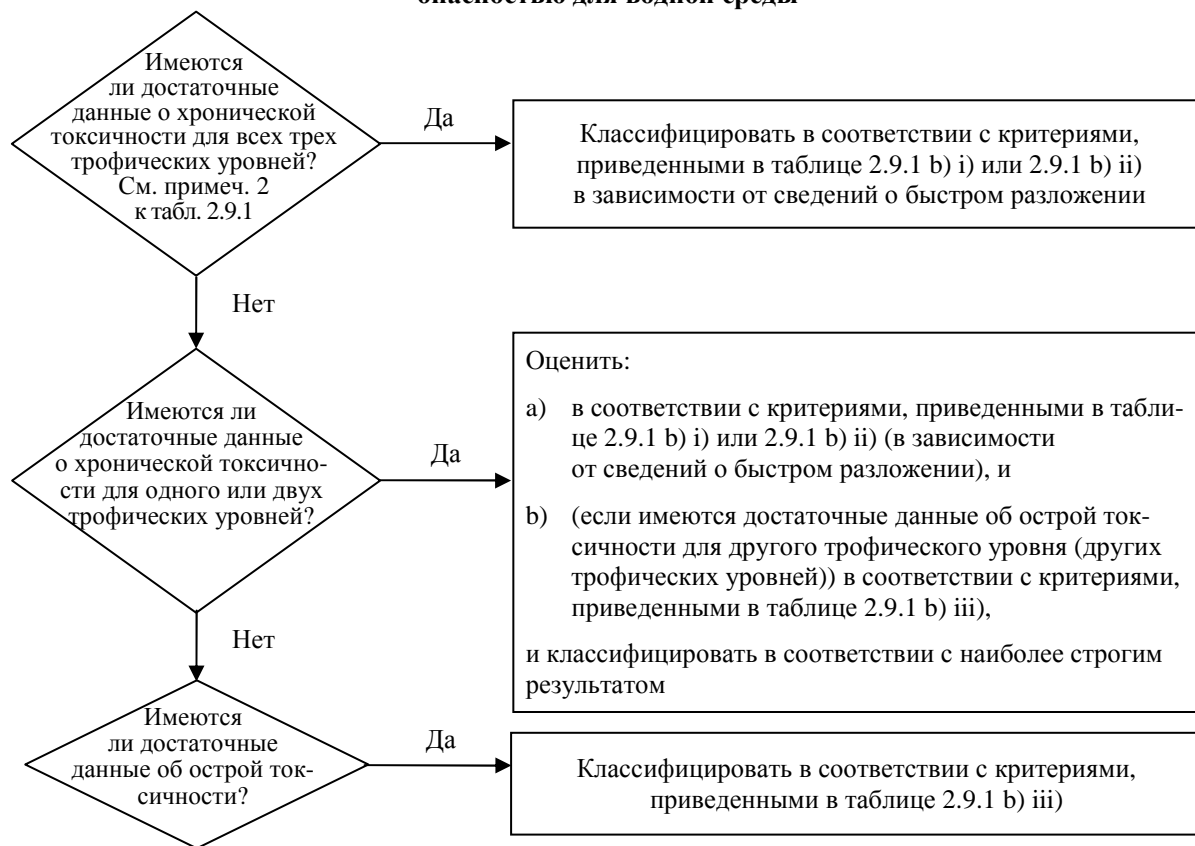 опасностью для водной среды
Имеются
ли достаточные
данные о хронической
токсичности для всех трех
трофических уровней?
См. примеч. 2
к табл. 2.9.1
Да
Классифицировать в соответствии с критериями,
приведенными в таблице 2.9.1 b) i) или 2.9.1 b) ii)
в зависимости от сведений о быстром разложении
Нет
Имеются ли
достаточные данные
о хронической токсично-
сти для одного или двух
трофических уровней?
Да
Оценить:
a) в соответствии с критериями, приведенными в табли-
це 2.9.1 b) i) или 2.9.1 b) ii) (в зависимости
от сведений о быстром разложении), и
b) (если имеются достаточные данные об острой ток-
сичности для другого трофического уровня (других
трофических уровней)) в соответствии с критериями,
приведенными в таблице 2.9.1 b) iii),
и классифицировать в соответствии с наиболее строгим
результатом
Нет
Имеются
ли достаточные
данные об острой ток-
сичности?
Да
Классифицировать в соответствии с критериями,
приведенными в таблице 2.9.1 b) iii)